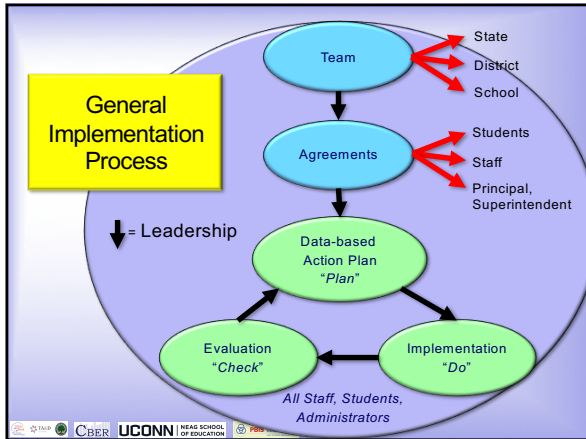 General
Implementation
Process
Team
State
District
School
Agreements
Students
Staff
Principal,
Superintendent
= Leadership
Data-based
Action Plan
“Plan”
Evaluation
“Check”
Implementation
“Do”
All Staff, Students,
Administrators
CBER
UCONN
NEAG SCHOOL
OF EDUCATION
PBIS